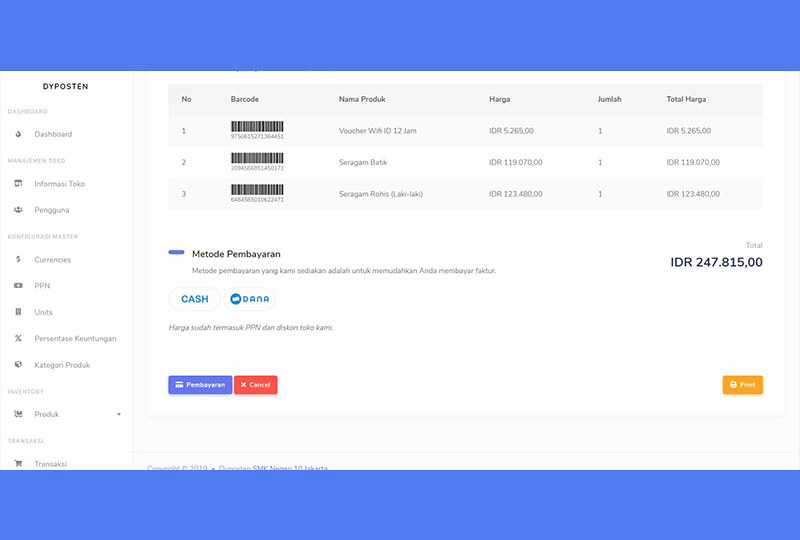 DYPOSTEN
DASHBOARD
Dashboard
MANAJEMEN TOKO
Informasi Toko
Pengguna
KONFIGURASI MASTER
Currencies
PPN
Units
Persentase Keuntungan
Kategori Produk
INVENTORY
Produk
TRANSAKSI
Transaksi
No Barcode Nama Produk Harga Jumlah Total Harga
1 9750615271364451 Voucher Wifi ID 12 Jam IDR 5.265,00 1 IDR 5.265,00
2 2094566851450171 Seragam Batik IDR 119.070,00 1 IDR 119.070,00
3 6484585010622471 Seragam Rohis (Laki-laki) IDR 123.480,00 1 IDR 123.480,00
Metode Pembayaran
Metode pembayaran yang kami sediakan adalah untuk memudahkan Anda membayar faktur.
Total
IDR 247.815,00
CASH DANA
Harga sudah termasuk PPN dan diskon toko kami.
Pembayaran Cancel Print
Copyright © 2019 • Dyposten SMK Negeri 10 Jakarta